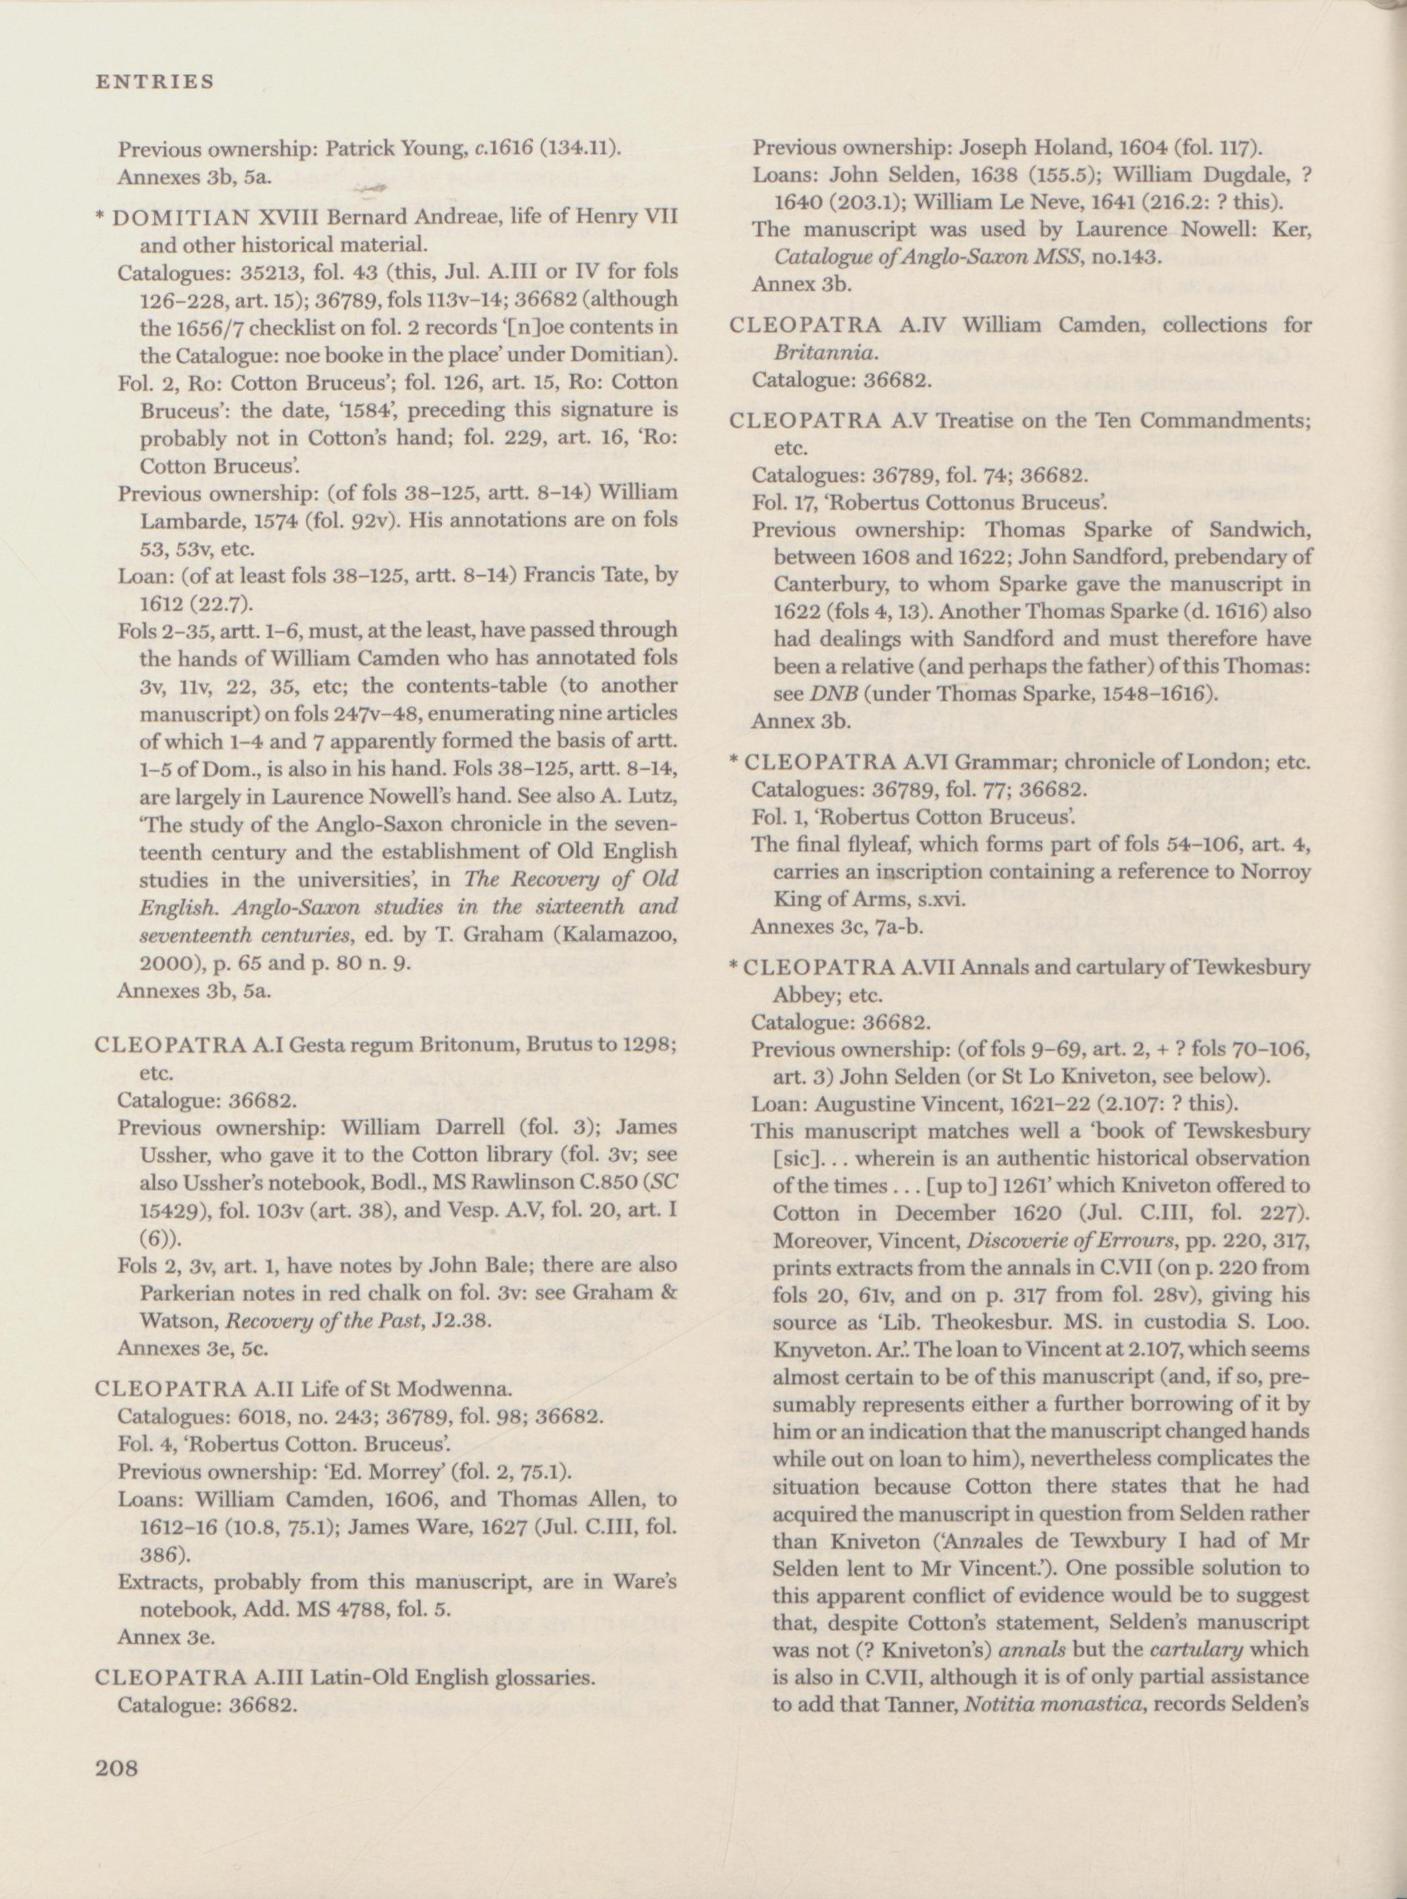 ENTRIES
Previous ownership: Patrick Young, c.1616 (134.11).
Annexes 3b, 5a.
* DOMITIAN XVIII Bernard Andreae, life of Henry VII
and other historical material.
Catalogues: 35213, fol. 43 (this, Jul. A.III or IV for fols
126–228, art. 15); 36789, fols 113v–14; 36682 (although
the 1656/7 checklist on fol. 2 records ‘[n]oe contents in
the Catalogue: noe booke in the place’ under Domitian).
Fol. 2, Ro: Cotton Bruceus’; fol. 126, art. 15, Ro: Cotton
Bruceus’: the date, ‘1584’, preceding this signature is
probably not in Cotton’s hand; fol. 229, art. 16, ‘Ro:
Cotton Bruceus’.
Previous ownership: (of fols 38–125, artt. 8–14) William
Lambarde, 1574 (fol. 92v). His annotations are on fols
53, 53v, etc.
Loan: (of at least fols 38–125, artt. 8–14) Francis Tate, by
1612 (22.7).
Fols 2–35, artt. 1–6, must, at the least, have passed through
the hands of William Camden who has annotated fols
3v, 11v, 22, 35, etc; the contents-table (to another
manuscript) on fols 247v–48, enumerating nine articles
of which 1–4 and 7 apparently formed the basis of artt.
1–5 of Dom., is also in his hand. Fols 38–125, artt. 8–14,
are largely in Laurence Nowell’s hand. See also A. Lutz,
‘The study of the Anglo-Saxon chronicle in the seven-
teenth century and the establishment of Old English
studies in the universities’, in The Recovery of Old
English. Anglo-Saxon studies in the sixteenth and
seventeenth centuries, ed. by T. Graham (Kalamazoo,
2000), p. 65 and p. 80 n. 9.
Annexes 3b, 5a.
CLEOPATRA A.I Gesta regum Britonum, Brutus to 1298;
etc.
Catalogue: 36682.
Previous ownership: William Darrell (fol. 3); James
Ussher, who gave it to the Cotton library (fol. 3v; see
also Ussher’s notebook, Bodl., MS Rawlinson C.850 (SC
15429), fol. 103v (art. 38), and Vesp. A.V, fol. 20, art. I
(6)).
Fols 2, 3v, art. 1, have notes by John Bale; there are also
Parkerian notes in red chalk on fol. 3v: see Graham &
Watson, Recovery of the Past, J2.38.
Annexes 3e, 5c.
CLEOPATRA A.II Life of St Modwenna.
Catalogues: 6018, no. 243; 36789, fol. 98; 36682.
Fol. 4, ‘Robertus Cotton. Bruceus’.
Previous ownership: ‘Ed. Morrey’ (fol. 2, 75.1).
Loans: William Camden, 1606, and Thomas Allen, to
1612–16 (10.8, 75.1); James Ware, 1627 (Jul. C.III, fol.
386).
Extracts, probably from this manuscript, are in Ware’s
notebook, Add. MS 4788, fol. 5.
Annex 3e.
CLEOPATRA A.III Latin-Old English glossaries.
Catalogue: 36682.
Previous ownership: Joseph Holand, 1604 (fol. 117).
Loans: John Selden, 1638 (155.5); William Dugdale, ?
1640 (203.1); William Le Neve, 1641 (216.2: ? this).
The manuscript was used by Laurence Nowell: Ker,
Catalogue of Anglo-Saxon MSS, no.143.
Annex 3b.
CLEOPATRA A.IV William Camden, collections for
Britannia.
Catalogue: 36682.
CLEOPATRA A.V Treatise on the Ten Commandments;
etc.
Catalogues: 36789, fol. 74; 36682.
Fol. 17, ‘Robertus Cottonus Bruceus’.
Previous ownership: Thomas Sparke of Sandwich,
between 1608 and 1622; John Sandford, prebendary of
Canterbury, to whom Sparke gave the manuscript in
1622 (fols 4, 13). Another Thomas Sparke (d. 1616) also
had dealings with Sandford and must therefore have
been a relative (and perhaps the father) of this Thomas:
see DNB (under Thomas Sparke, 1548–1616).
Annex 3b.
* CLEOPATRA A.VI Grammar; chronicle of London; etc.
Catalogues: 36789, fol. 77; 36682.
Fol. 1, ‘Robertus Cotton Bruceus’.
The final flyleaf, which forms part of fols 54–106, art. 4,
carries an inscription containing a reference to Norroy
King of Arms, s.xvi.
Annexes 3c, 7a-b.
* CLEOPATRA A.VII Annals and cartulary of Tewkesbury
Abbey; etc.
Catalogue: 36682.
Previous ownership: (of fols 9–69, art. 2, + ? fols 70–106,
art. 3) John Selden (or St Lo Kniveton, see below).
Loan: Augustine Vincent, 1621–22 (2.107: ? this).
This manuscript matches well a ‘book of Tewskesbury
[sic]. . . wherein is an authentic historical observation
of the times . . . [up to] 1261’ which Kniveton offered to
Cotton in December 1620 (Jul. C.III, fol. 227).
Moreover, Vincent, Discoverie of Errours, pp. 220, 317,
prints extracts from the annals in C.VII (on p. 220 from
fols 20, 61v, and on p. 317 from fol. 28v), giving his
source as ‘Lib. Theokesbur. MS. in custodia S. Loo.
Knyveton. Ar.’. The loan to Vincent at 2.107, which seems
almost certain to be of this manuscript (and, if so, pre-
sumably represents either a further borrowing of it by
him or an indication that the manuscript changed hands
while out on loan to him), nevertheless complicates the
situation because Cotton there states that he had
acquired the manuscript in question from Selden rather
than Kniveton (‘Annales de Tewxbury I had of Mr
Selden lent to Mr Vincent.’). One possible solution to
this apparent conflict of evidence would be to suggest
that, despite Cotton’s statement, Selden’s manuscript
was not (? Kniveton’s) annals but the cartulary which
is also in C.VII, although it is of only partial assistance
to add that Tanner, Notitia monastica, records Selden’s
208